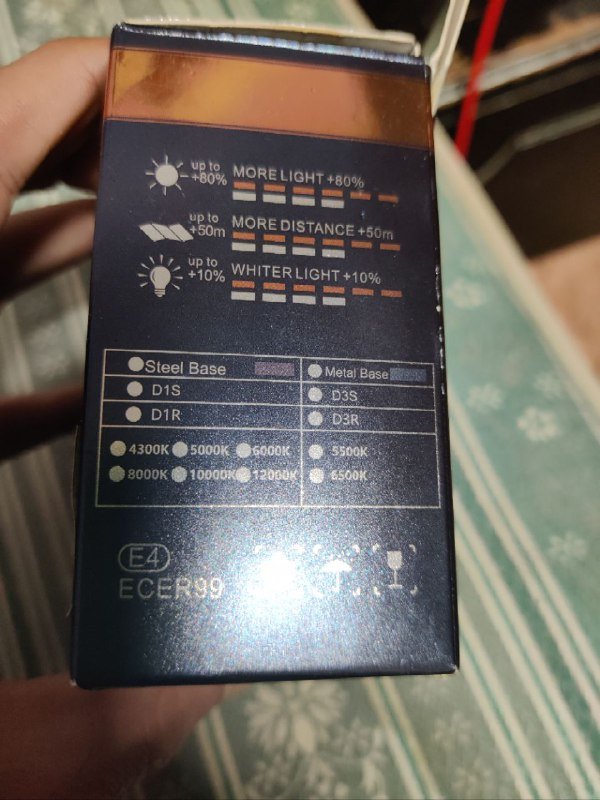 up to
+80%
MORE LIGHT +80%
up to
+50m
MORE DISTANCE +50m
up to
+10%
WHITER LIGHT +10%
Steel Base
Metal Base
D1S
D3S
D1R
D3R
4300K 5000K 6000K 5500K
8000K 10000K 12000K 6500K
E4
ECER99